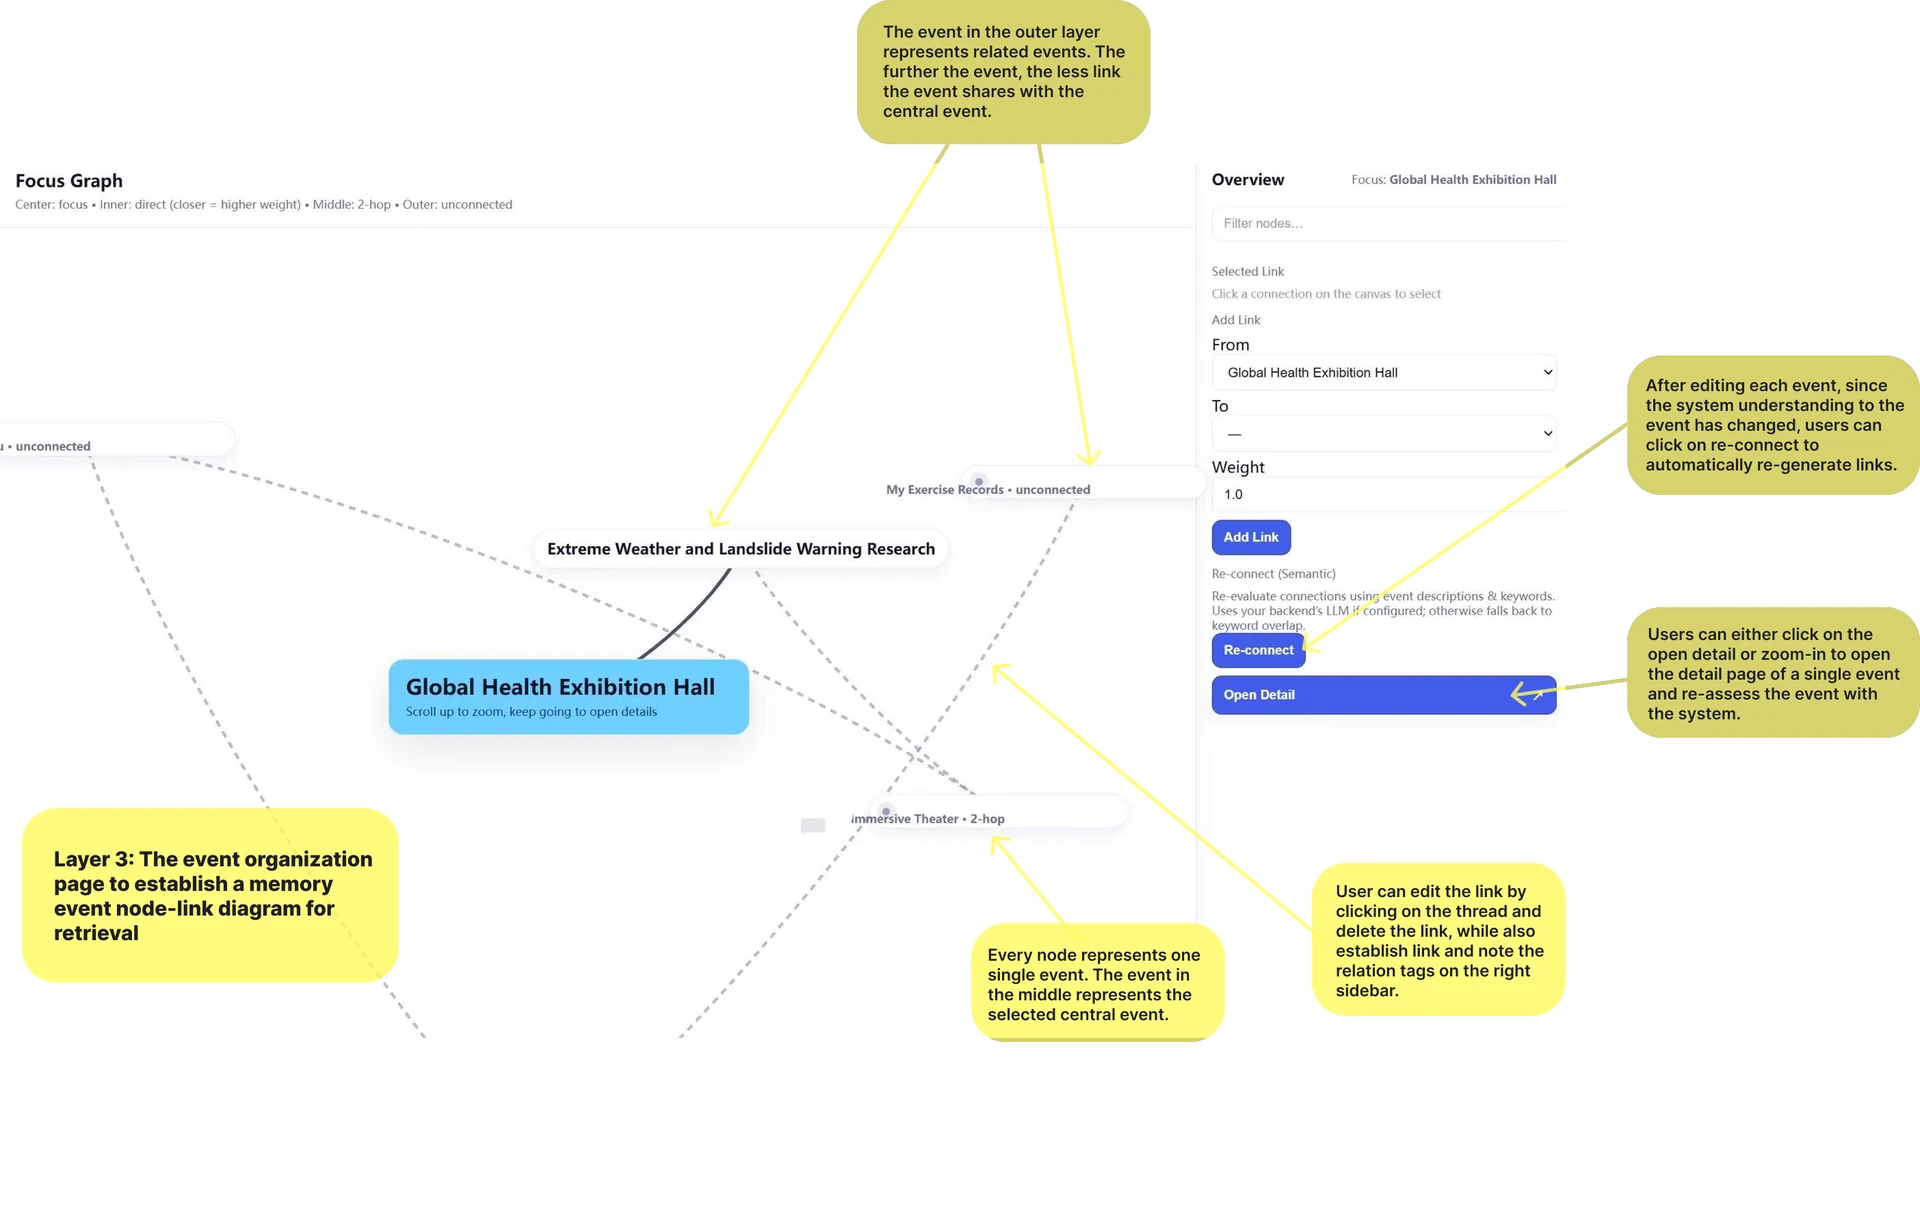 The event in the outer layer
represents related events. The
further the event, the less link
the event shares with the
central event.
Focus Graph
Center: focus • Inner: direct (closer = higher weight) • Middle: 2-hop • Outer: unconnected
Overview
Focus: Global Health Exhibition Hall
Filter nodes...
Selected Link
Click a connection on the canvas to select
Add Link
From
Global Health Exhibition Hall
To
—
Weight
1.0
Add Link
Re-connect (Semantic)
Re-evaluate connections using event descriptions & keywords.
Uses your backend's LLM if configured; otherwise falls back to
keyword overlap.
Re-connect
Open Detail
After editing each event, since
the system understanding to the
event has changed, users can
click on re-connect to
automatically re-generate links.
Users can either click on the
open detail or zoom-in to open
the detail page of a single event
and re-assess the event with
the system.
• unconnected
My Exercise Records • unconnected
Extreme Weather and Landslide Warning Research
Global Health Exhibition Hall
Scroll up to zoom, keep going to open details
Immersive Theater • 2-hop
Layer 3: The event organization
page to establish a memory
event node-link diagram for
retrieval
Every node represents one
single event. The event in
the middle represents the
selected central event.
User can edit the link by
clicking on the thread and
delete the link, while also
establish link and note the
relation tags on the right
sidebar.